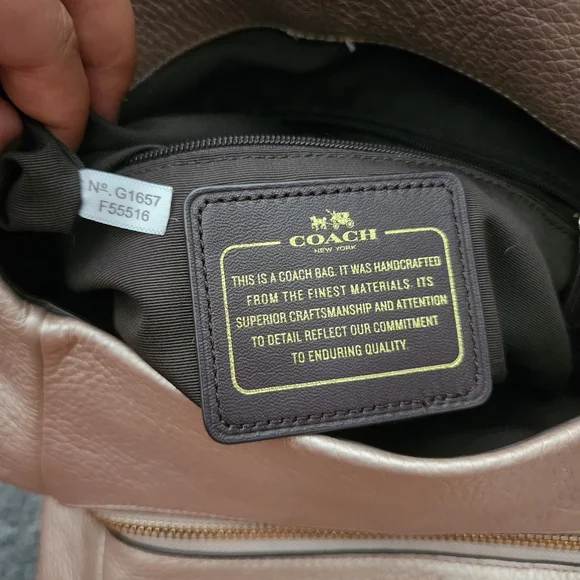 Nº. G1657
F55516
COACH
NEW YORK
THIS IS A COACH BAG. IT WAS HANDCRAFTED
FROM THE FINEST MATERIALS. ITS
SUPERIOR CRAFTSMANSHIP AND ATTENTION
TO DETAIL REFLECT OUR COMMITMENT
TO ENDURING QUALITY.